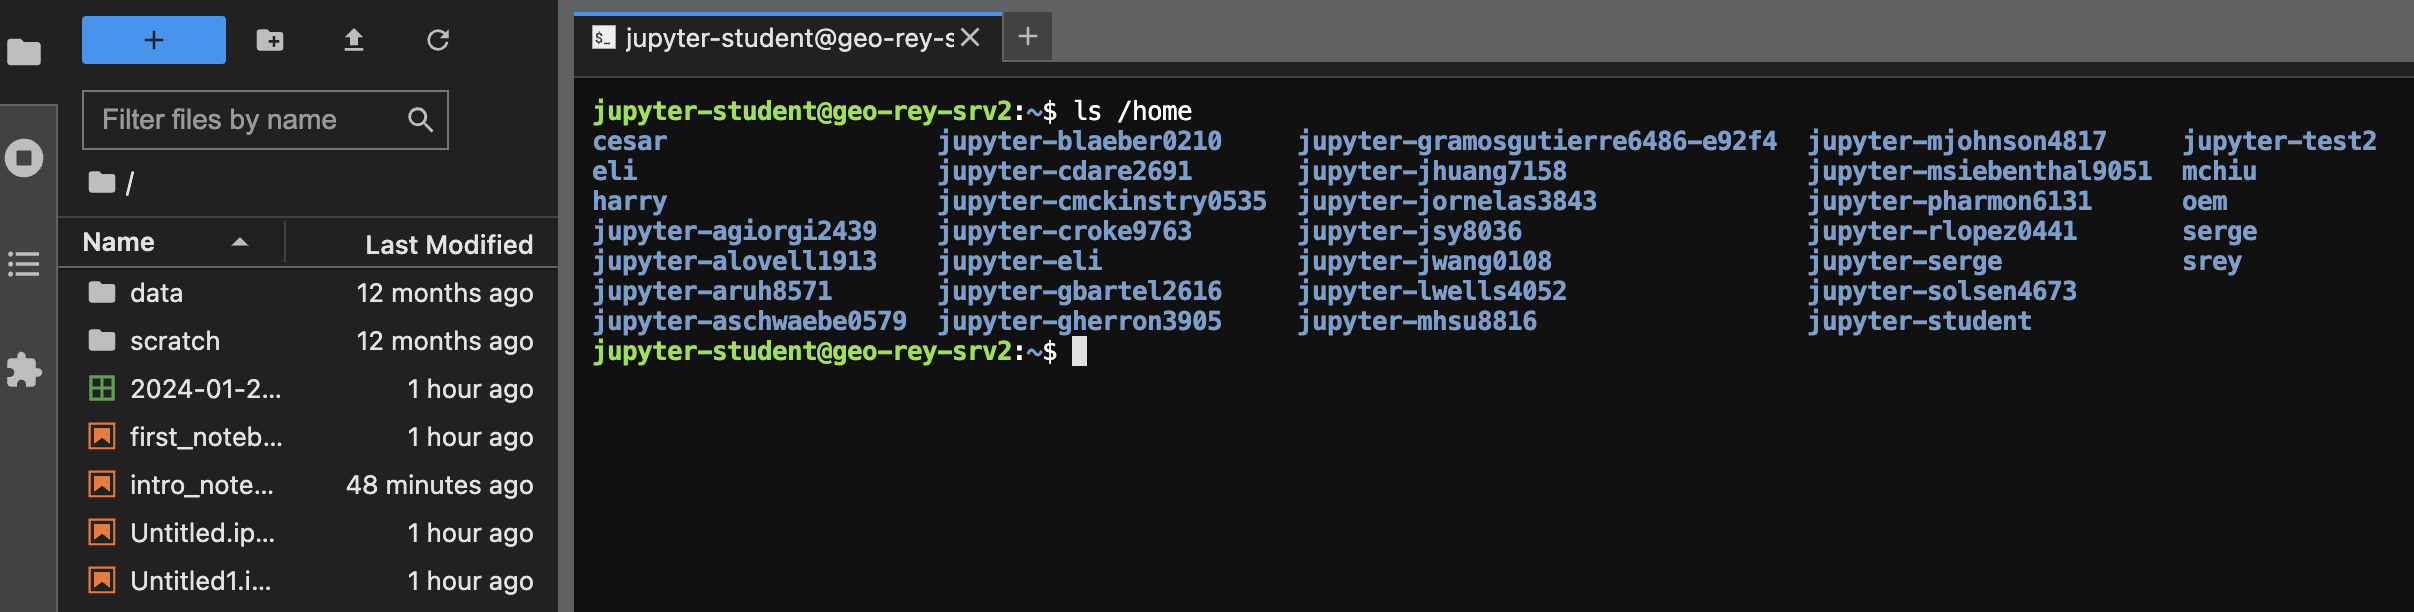 Filter files by name
/
Name Last Modified
data 12 months ago
scratch 12 months ago
2024-01-2... 1 hour ago
first_noteb... 1 hour ago
intro_note... 48 minutes ago
Untitled.ip... 1 hour ago
Untitled1.i... 1 hour ago
$_ jupyter-student@geo-rey-s
jupyter-student@geo-rey-srv2:~$ ls /home
cesar jupyter-blaeber0210 jupyter-gramosgutierre6486-e92f4 jupyter-mjohnson4817 jupyter-test2
eli jupyter-cdare2691 jupyter-jhuang7158 jupyter-msiebenthal9051 mchiu
harry jupyter-cmckinstry0535 jupyter-jornelas3843 jupyter-pharmon6131 oem
jupyter-agiorgi2439 jupyter-croke9763 jupyter-jsy8036 jupyter-rlopez0441 serge
jupyter-alovell1913 jupyter-eli jupyter-jwang0108 jupyter-serge srey
jupyter-aruh8571 jupyter-gbartel2616 jupyter-lwells4052 jupyter-solsen4673
jupyter-aschwaebe0579 jupyter-gherron3905 jupyter-mhsu8816 jupyter-student
jupyter-student@geo-rey-srv2:~$